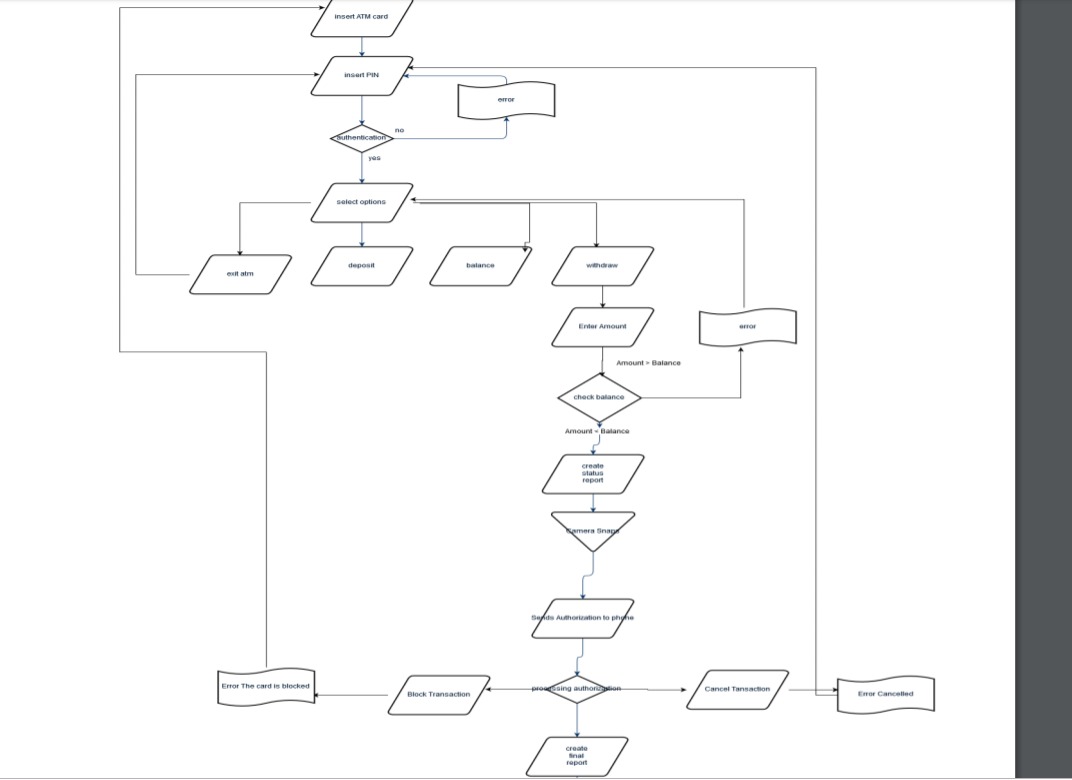 insert ATM card
insert PIN
error
no
authentication
yes
select options
exit atm
deposit
balance
withdraw
Enter Amount
error
Amount > Balance
check balance
Amount < Balance
create
status
report
Camera Snaps
Sends Authorization to phone
Error The card is blocked
Block Transaction
processing authorization
Cancel Tansaction
Error Cancelled
create
final
report